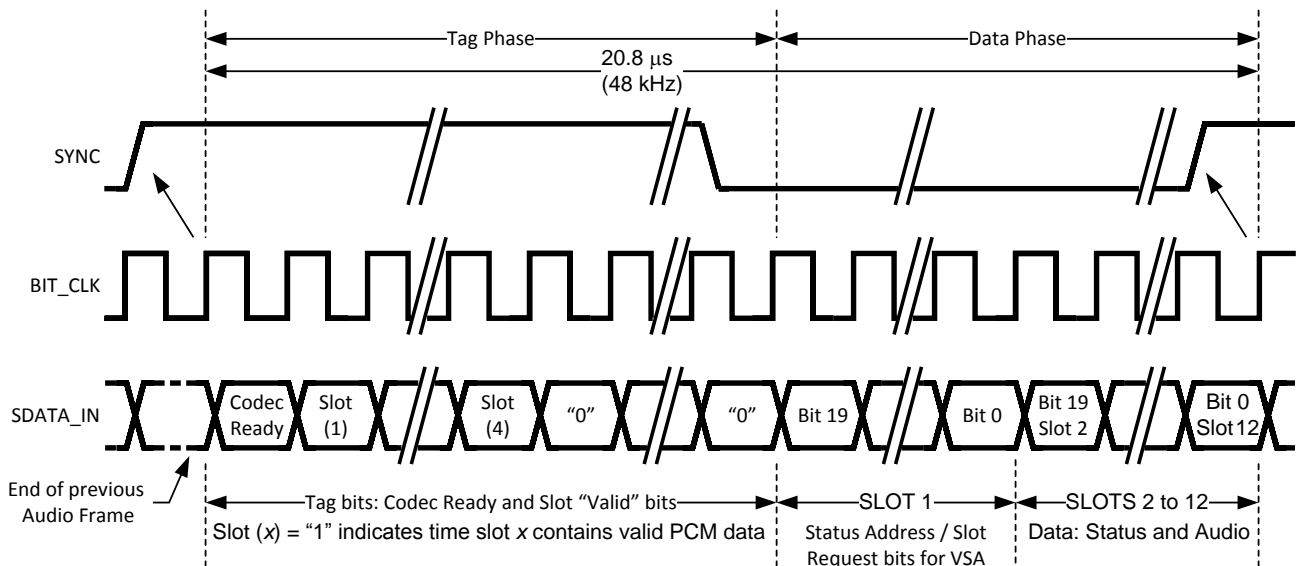 Tag Phase
Data Phase
20.8 μs
(48 kHz)
SYNC
BIT_CLK
SDATA_IN
Codec
Ready
Slot
(1)
Slot
(4)
“0”
“0”
Bit 19
Bit 0
Bit 19
Slot 2
Bit 0
Slot 12
End of previous
Audio Frame
Tag bits: Codec Ready and Slot “Valid” bits
Slot (x) = “1” indicates time slot x contains valid PCM data
SLOT 1
Status Address / Slot
Request bits for VSA
SLOTS 2 to 12
Data: Status and Audio